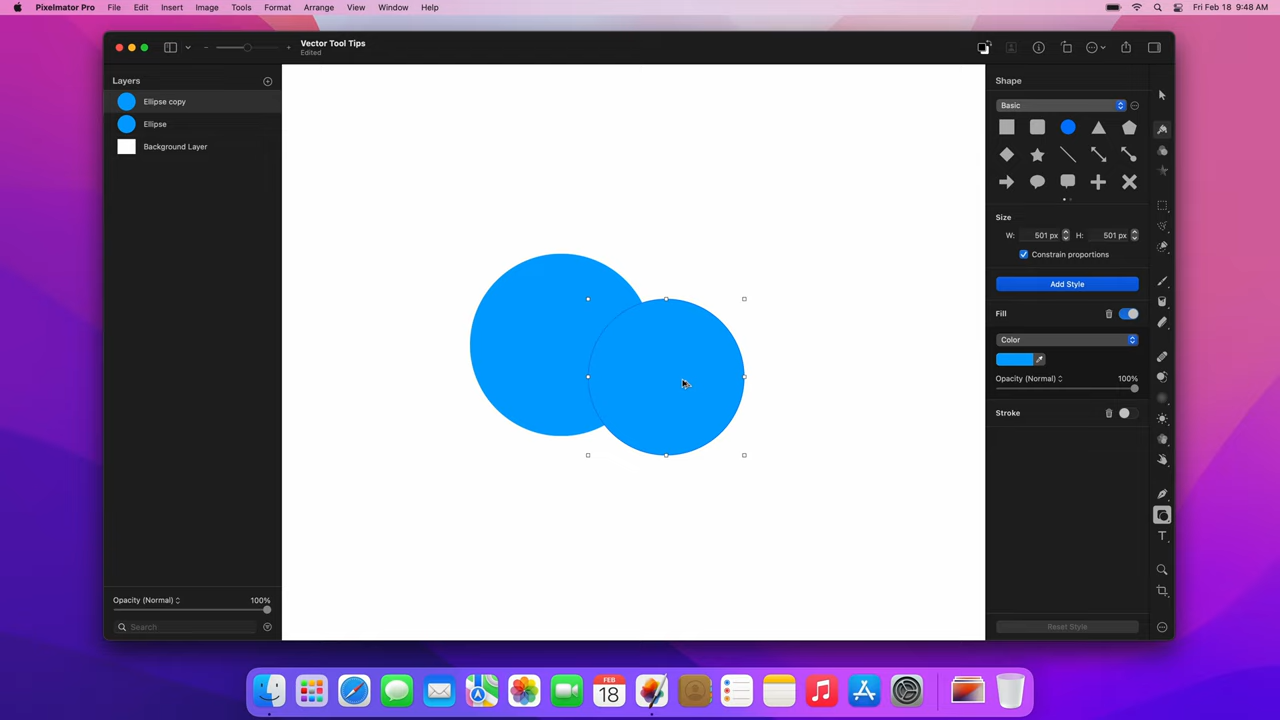 Pixelmator Pro File Edit Insert Image Tools Format Arrange View Window Help Fri Feb 18 9:48 AM
Vector Tool Tips
Edited
Layers
Ellipse copy
Ellipse
Background Layer
Opacity (Normal) 100%
Search
Shape
Basic
Size
W: 501 px H: 501 px
Constrain proportions
Add Style
Fill
Color
Opacity (Normal) 100%
Stroke
Reset Style
T
FEB
18